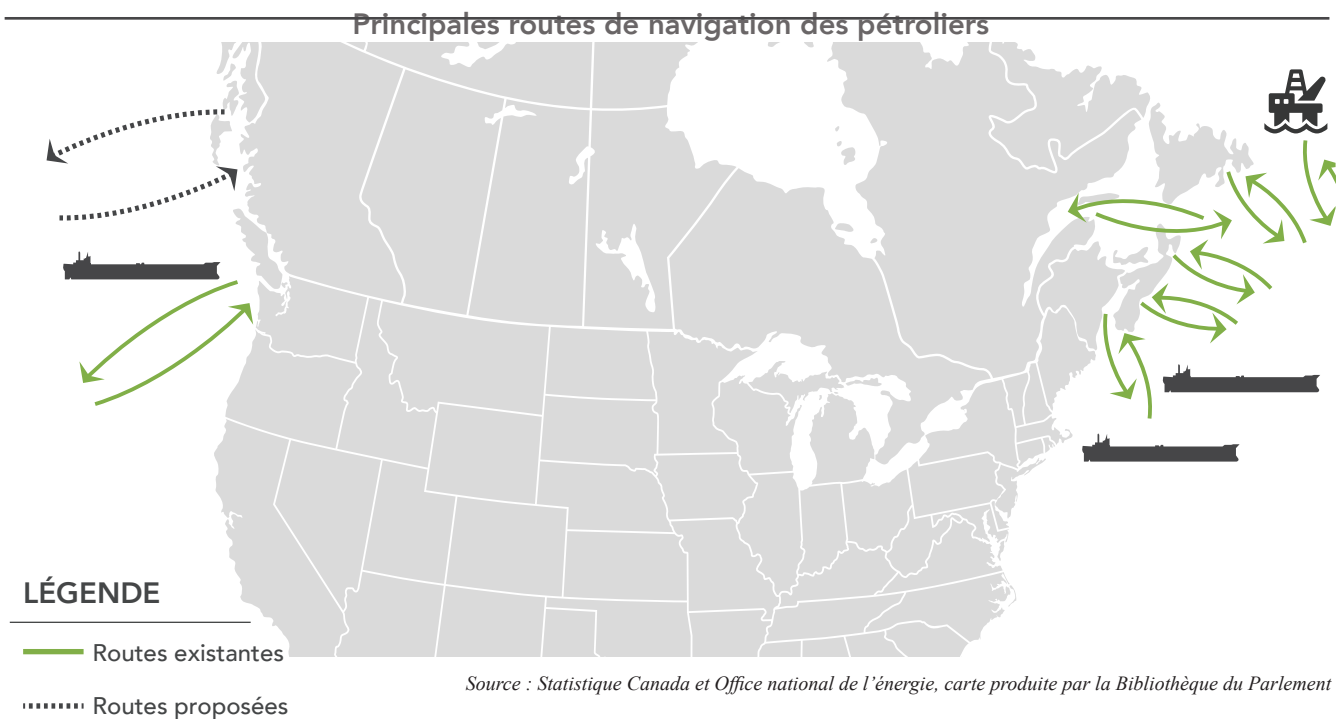 Principales routes de navigation des pétroliers
LÉGENDE
Routes existantes
Routes proposées
Source : Statistique Canada et Office national de l’énergie, carte produite par la Bibliothèque du Parlement